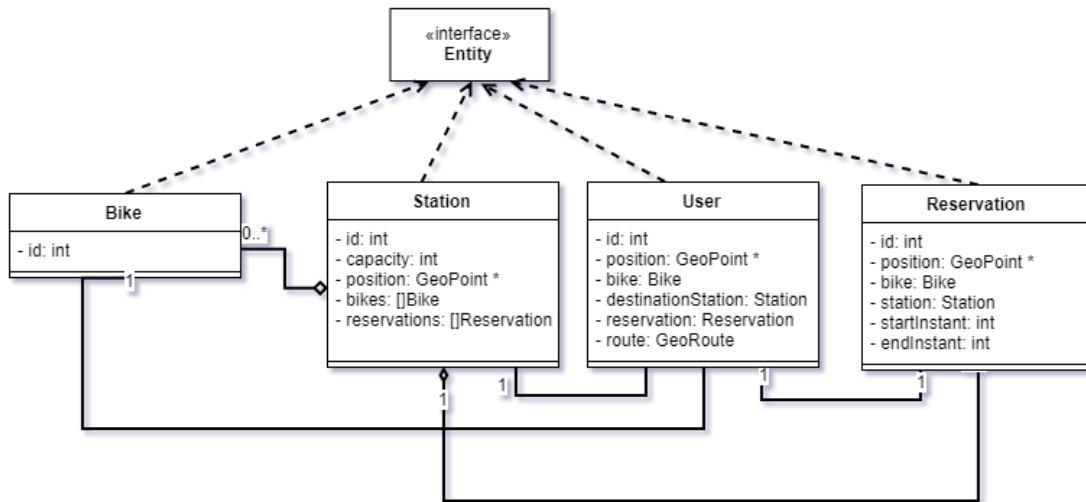 «interface»
Entity
Bike
- id: int
0..*
1
Station
- id: int
- capacity: int
- position: GeoPoint *
- bikes: []Bike
- reservations: []Reservation
1
1
User
- id: int
- position: GeoPoint *
- bike: Bike
- destinationStation: Station
- reservation: Reservation
- route: GeoRoute
1
Reservation
- id: int
- position: GeoPoint *
- bike: Bike
- station: Station
- startInstant: int
- endInstant: int
1